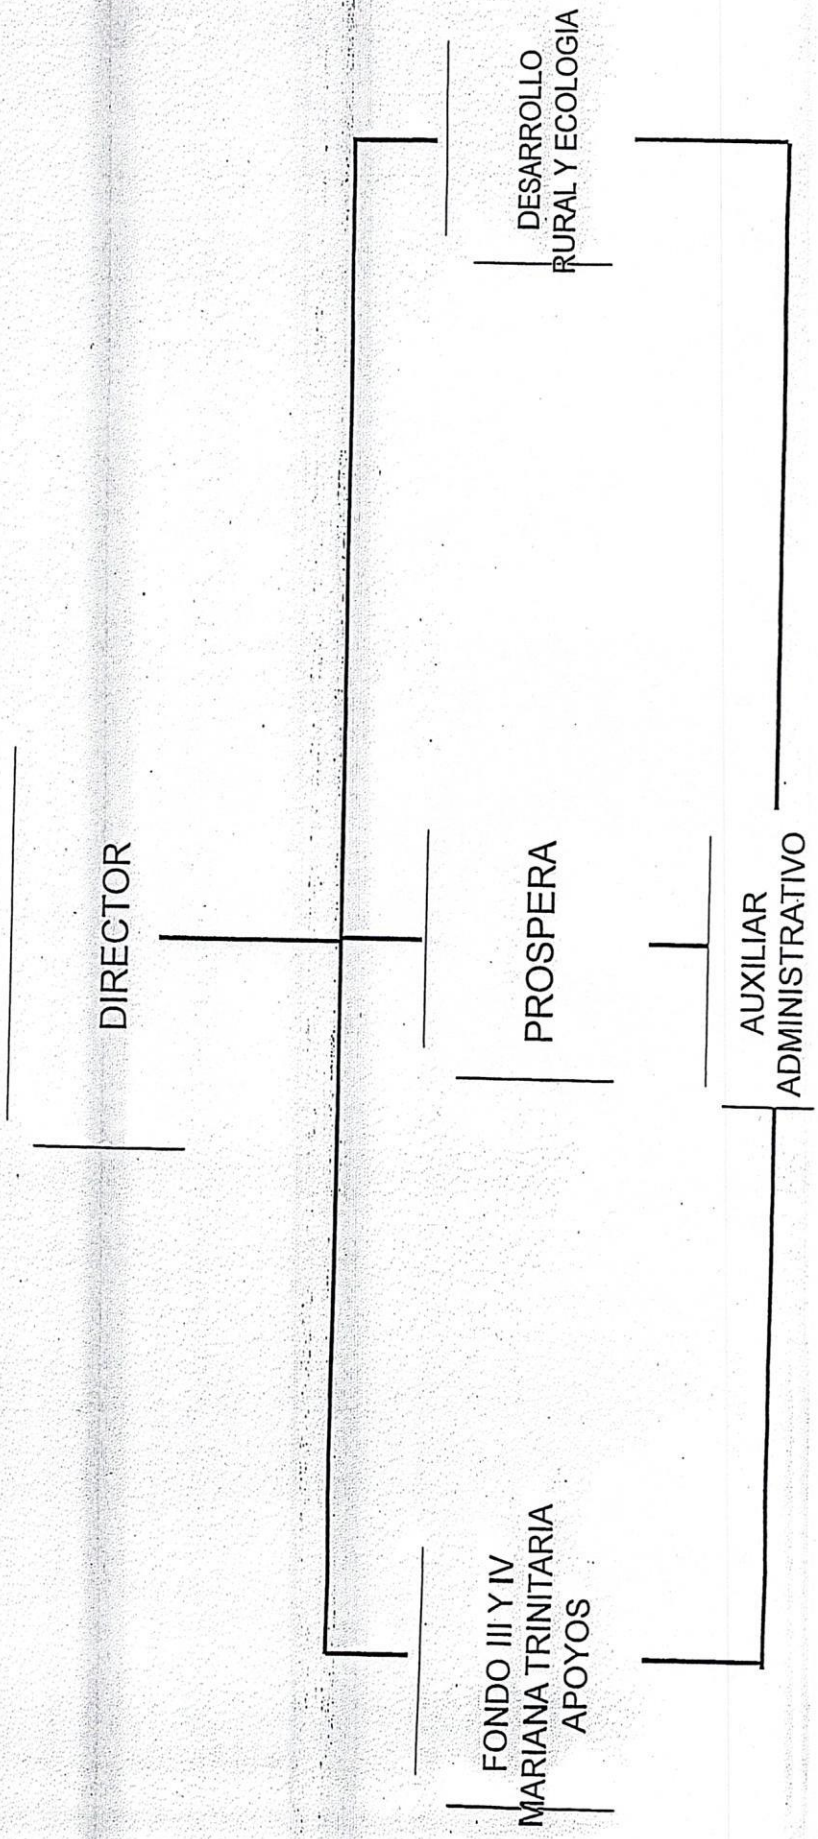 DIRECTOR
FONDO III Y IV
MARIANA TRINITARIA
APOYOS
PROSPERA
DESARROLLO
RURAL Y ECOLOGIA
AUXILIAR
ADMINISTRATIVO